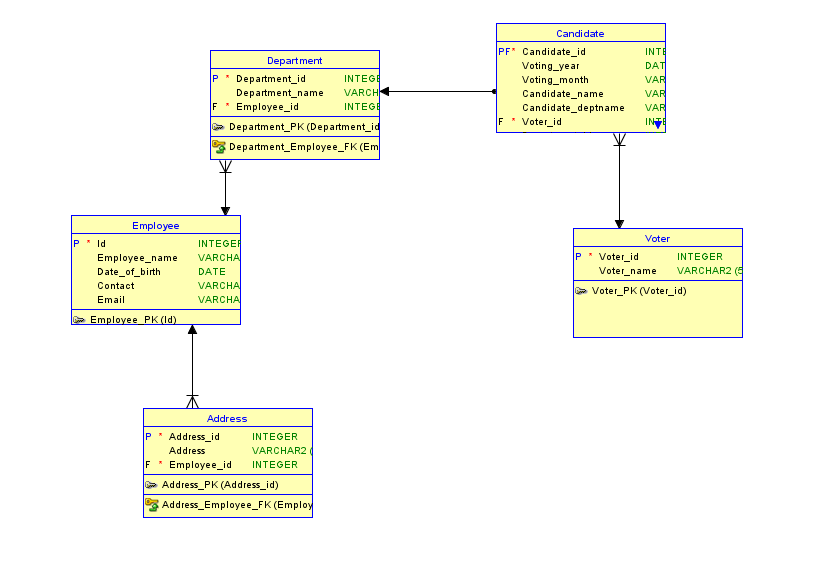 Candidate
PF* Candidate_id INTE
Voting_year DAT
Voting_month VAR
Candidate_name VAR
Candidate_deptname VAR
F * Voter_id INTE
Department
P * Department_id INTEGE
Department_name VARCH
F * Employee_id INTEGE
Department_PK (Department_id
Department_Employee_FK (Em
Employee
P * Id INTEGER
Employee_name VARCHA
Date_of_birth DATE
Contact VARCHA
Email VARCHA
Employee_PK (Id)
Voter
P * Voter_id INTEGER
Voter_name VARCHAR2 (5
Voter_PK (Voter_id)
Address
P * Address_id INTEGER
Address VARCHAR2 (
F * Employee_id INTEGER
Address_PK (Address_id)
Address_Employee_FK (Employ